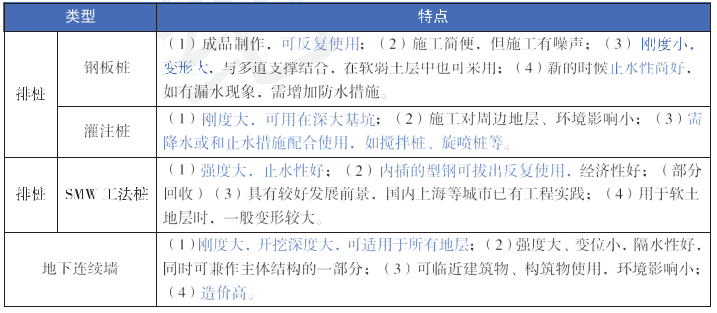 类型 特点
(1)成品制作，可反复使用；(2)施工简便，但施工有噪声；(3)刚度小，
排桩 钢板桩 变形大，与多道支撑结合，在软弱土层中也可采用；(4)新的时候止水性尚好，
如有漏水现象，需增加防水措施。
灌注桩 (1)刚度大，可用在深大基坑；(2)施工对周边地层、环境影响小；(3)需
降水或和止水措施配合使用，如搅拌桩、旋喷桩等。
(1)强度大，止水性好；(2)内插的型钢可拔出反复使用，经济性好；(部分
排桩 SMW工法桩 回收)(3)具有较好发展前景，国内上海等城市已有工程实践；(4)用于软土
地层时，一般变形较大。
(1)刚度大，开挖深度大，可适用于所有地层；(2)强度大、变位小，隔水性好，
地下连续墙 同时可兼作主体结构的一部分；(3)可临近建筑物、构筑物使用，环境影响小；
(4)造价高。